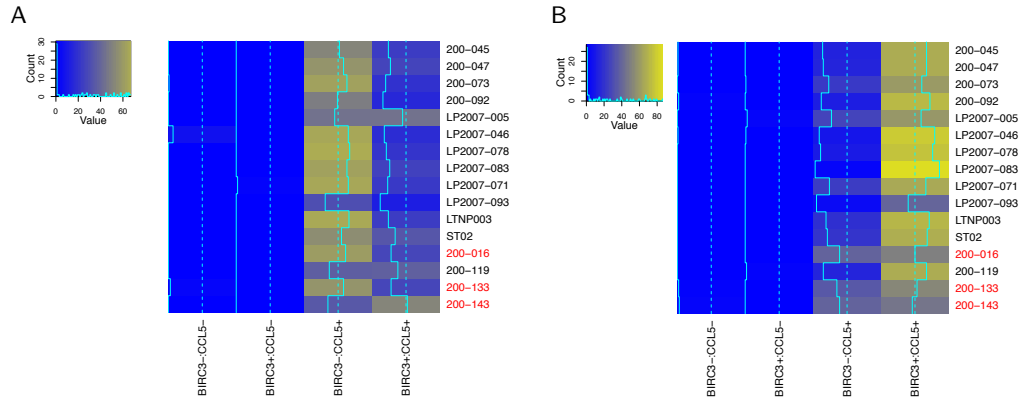 A
Count
0 10 20 30
0 20 40 60
Value
200−045
200−047
200−073
200−092
LP2007−005
LP2007−046
LP2007−078
LP2007−083
LP2007−071
LP2007−093
LTNP003
ST02
200−016
200−119
200−133
200−143
BIRC3−:CCL5−
BIRC3+:CCL5−
BIRC3−:CCL5+
BIRC3+:CCL5+
B
Count
0 10 20
0 20 40 60 80
Value
200−045
200−047
200−073
200−092
LP2007−005
LP2007−046
LP2007−078
LP2007−083
LP2007−071
LP2007−093
LTNP003
ST02
200−016
200−119
200−133
200−143
BIRC3−:CCL5−
BIRC3+:CCL5−
BIRC3−:CCL5+
BIRC3+:CCL5+